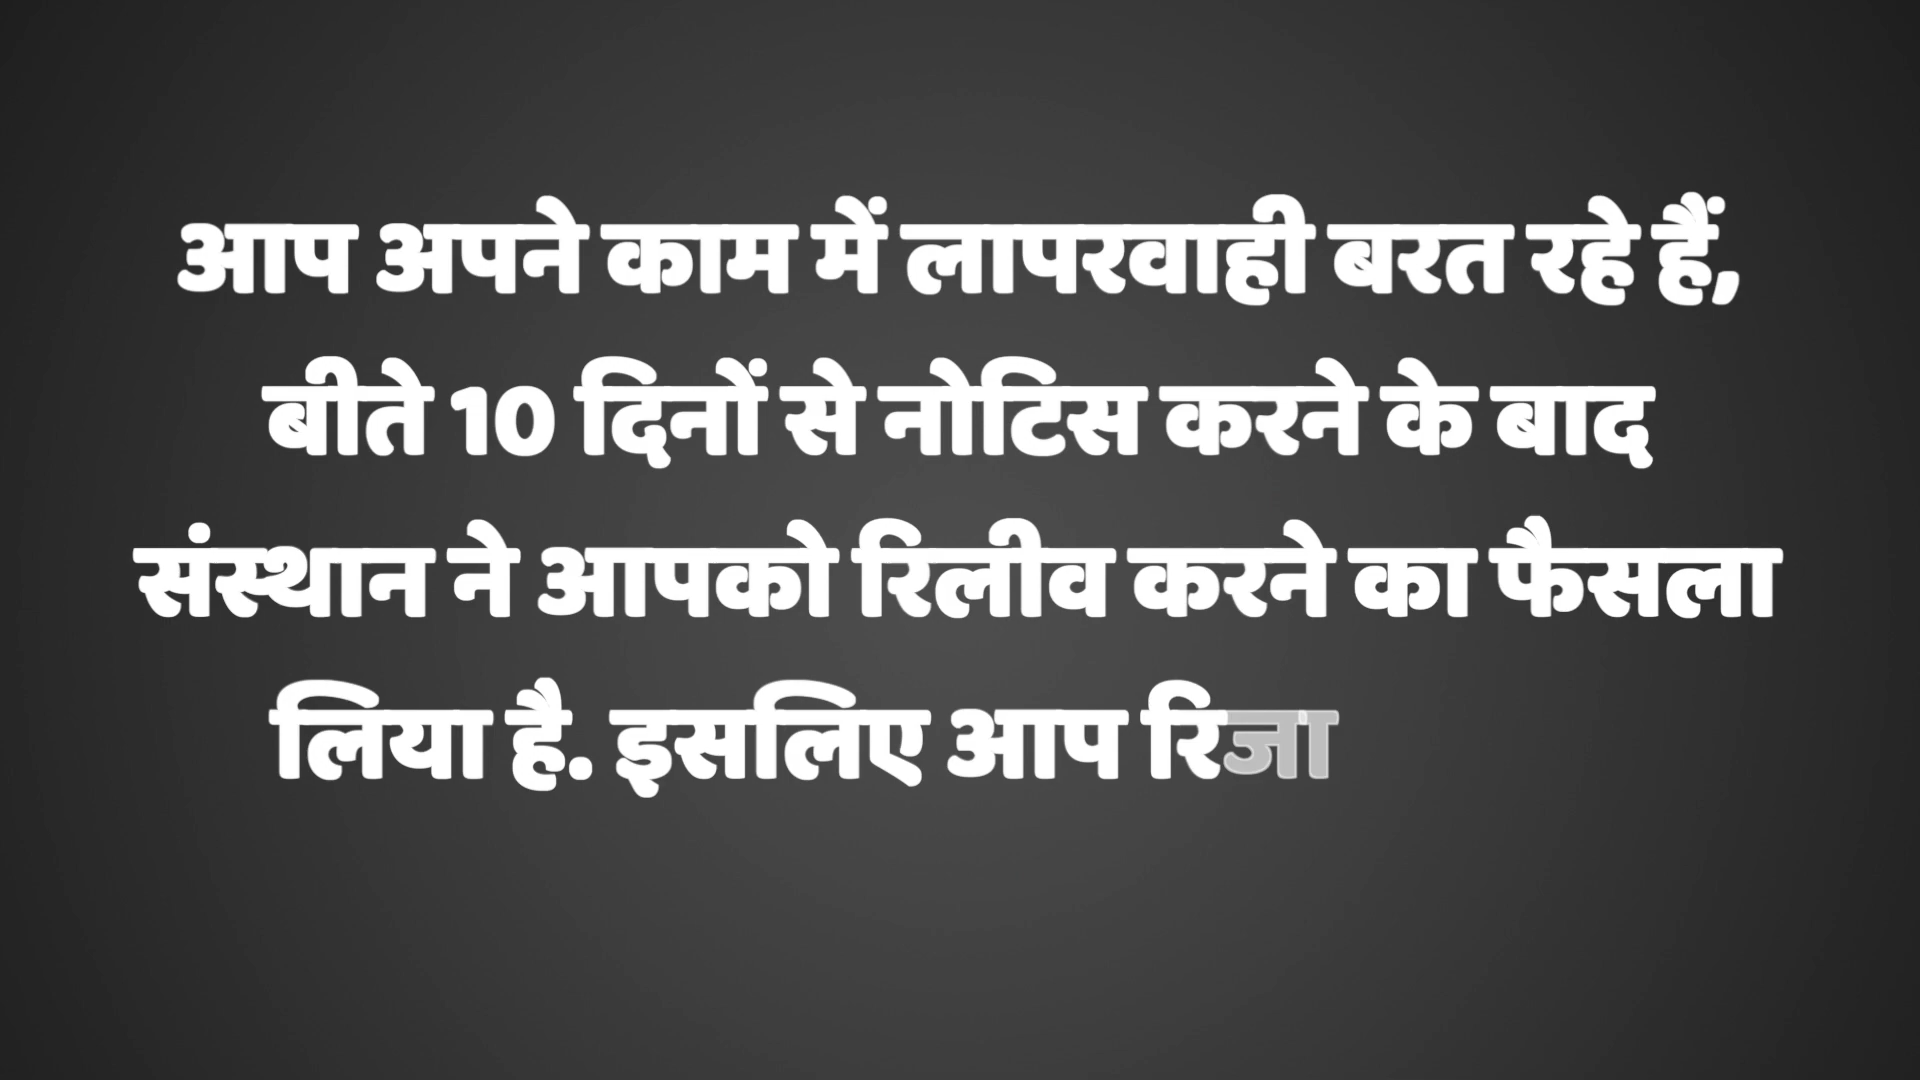 आप अपने काम में लापरवाही बरत रहे हैं,
बीते 10 दिनों से नोटिस करने के बाद
संस्थान ने आपको रिलीव करने का फैसला
लिया है. इसलिए आप रिजा